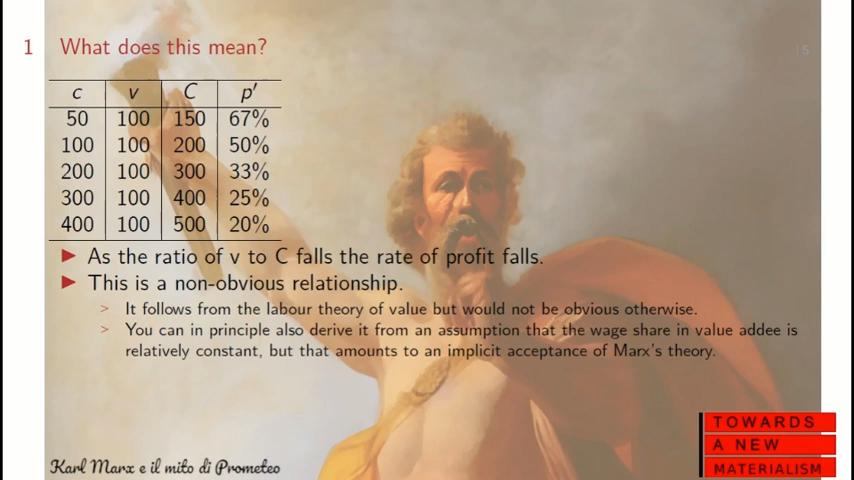 1 What does this mean?
| 5
c v C p′
50 100 150 67%
100 100 200 50%
200 100 300 33%
300 100 400 25%
400 100 500 20%
As the ratio of v to C falls the rate of profit falls.
This is a non-obvious relationship.
It follows from the labour theory of value but would not be obvious otherwise.
You can in principle also derive it from an assumption that the wage share in value addee is
relatively constant, but that amounts to an implicit acceptance of Marx's theory.
TOWARDS
A NEW
MATERIALISM
Karl Marx e il mito di Prometeo